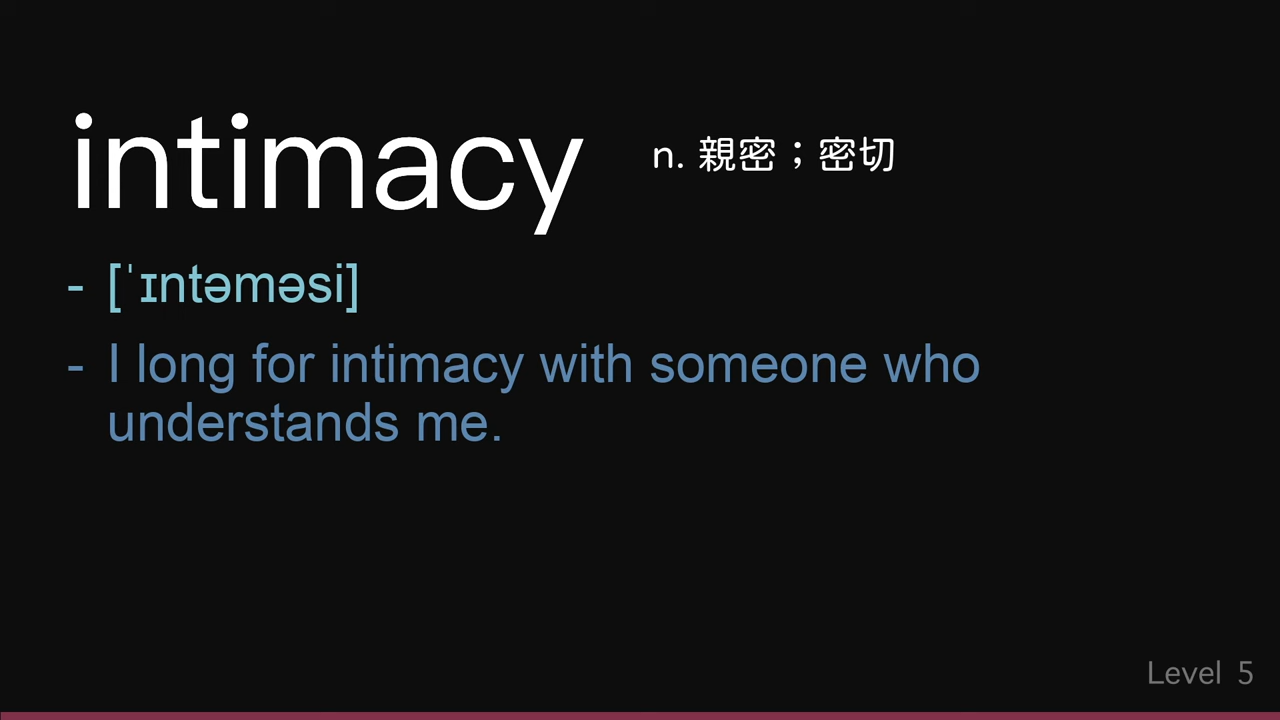 intimacy n. 親密；密切
- [ˈɪntəməsi]
- I long for intimacy with someone who
understands me.
Level 5